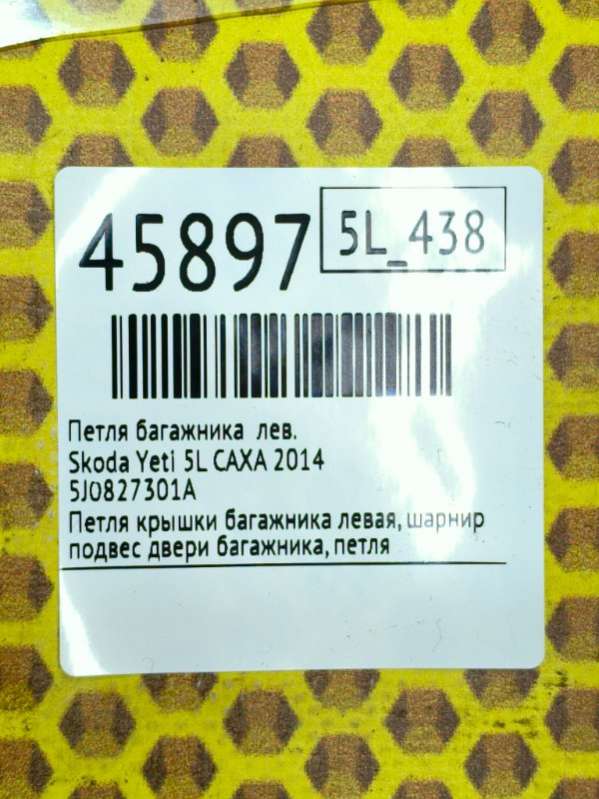 45897
5L_438
Петля багажника лев.
Skoda Yeti 5L CAXA 2014
5J0827301A
Петля крышки багажника левая, шарнир
подвес двери багажника, петля